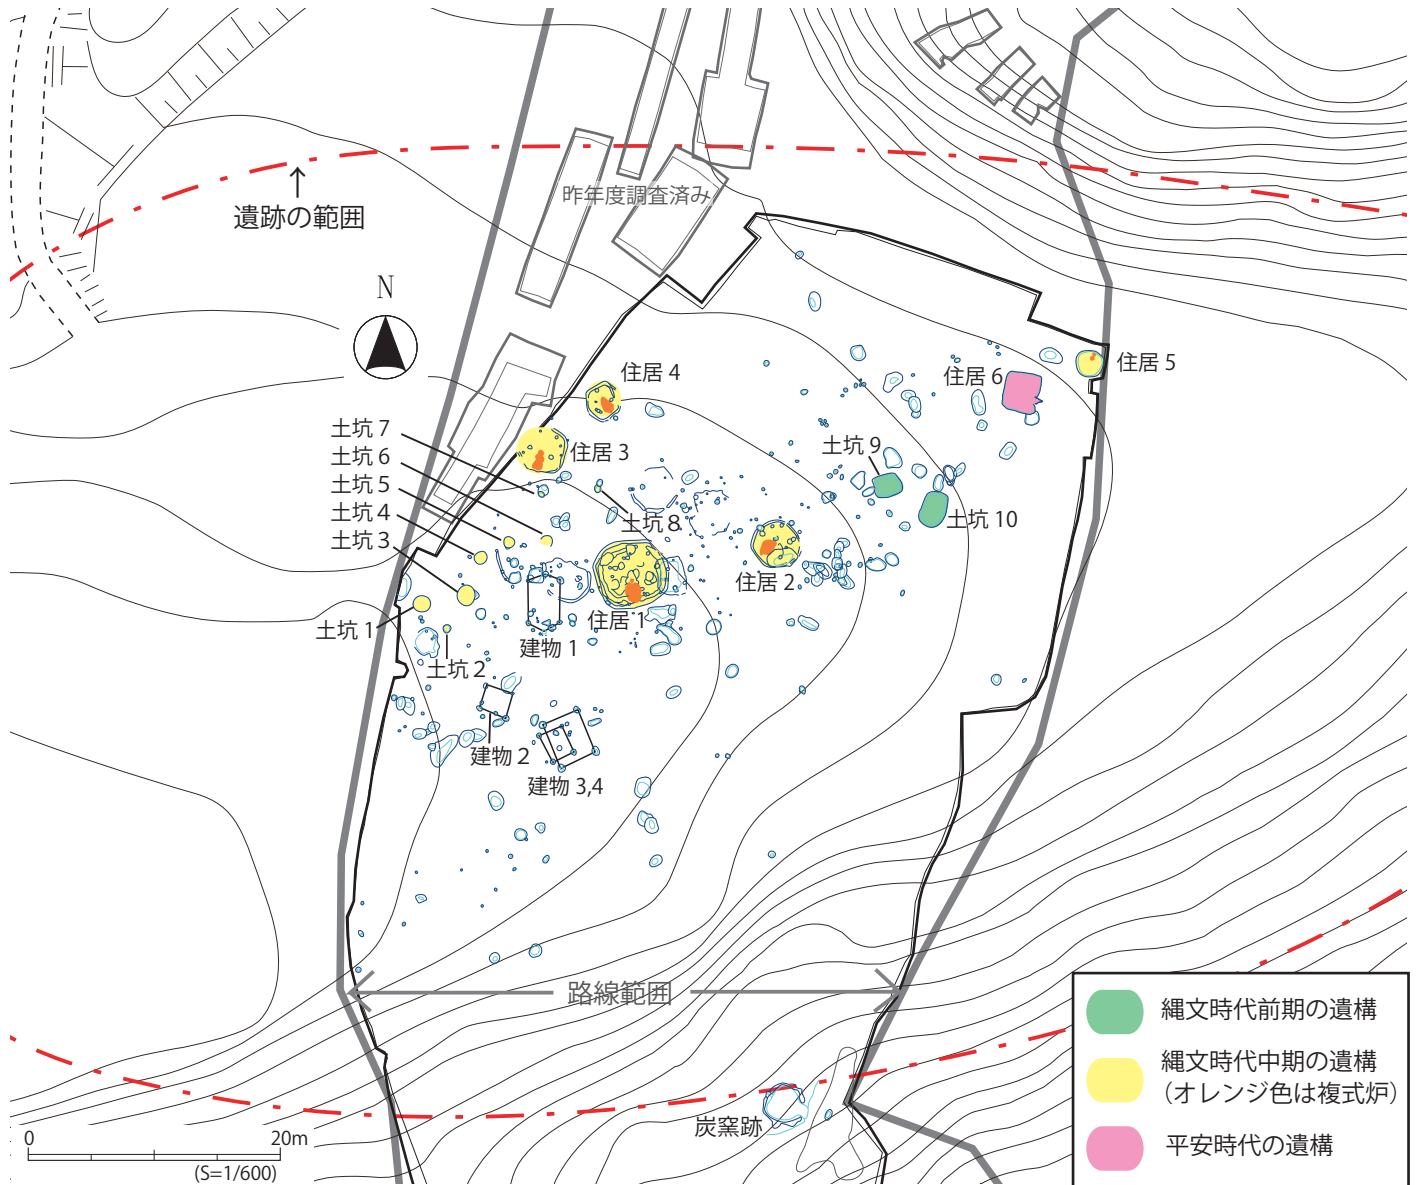 昨年度調査済み
↑
遺跡の範囲
N
住居 4
住居 5
住居 6
土坑 7
土坑 6
土坑 5
土坑 4
土坑 3
住居 3
土坑 9
土坑 8
土坑 10
住居 2
土坑 1
住居 1
建物 1
土坑 2
建物 2
建物 3,4
路線範囲
炭窯跡
0
20m
(S=1/600)
縄文時代前期の遺構
縄文時代中期の遺構
（オレンジ色は複式炉）
平安時代の遺構